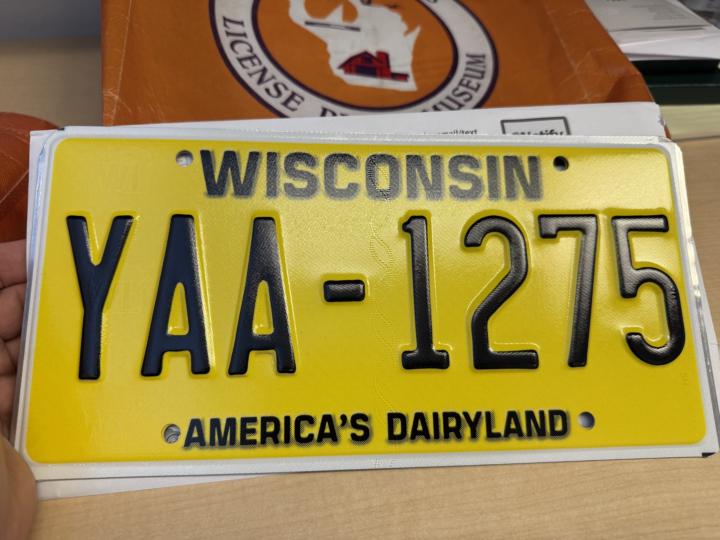 LICENSE
MUSEUM
WISCONSIN
YAA-1275
AMERICA'S DAIRYLAND